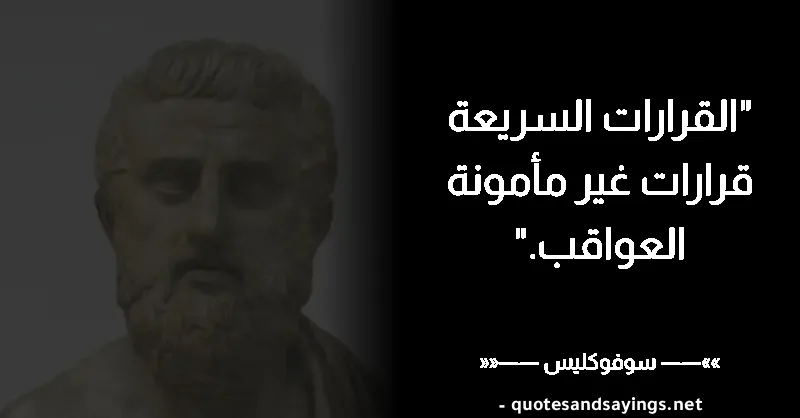 "القرارات السريعة
قرارات غير مأمونة
العواقب."
»»—— سوفوكليس ——««
- quotesandsayings.net